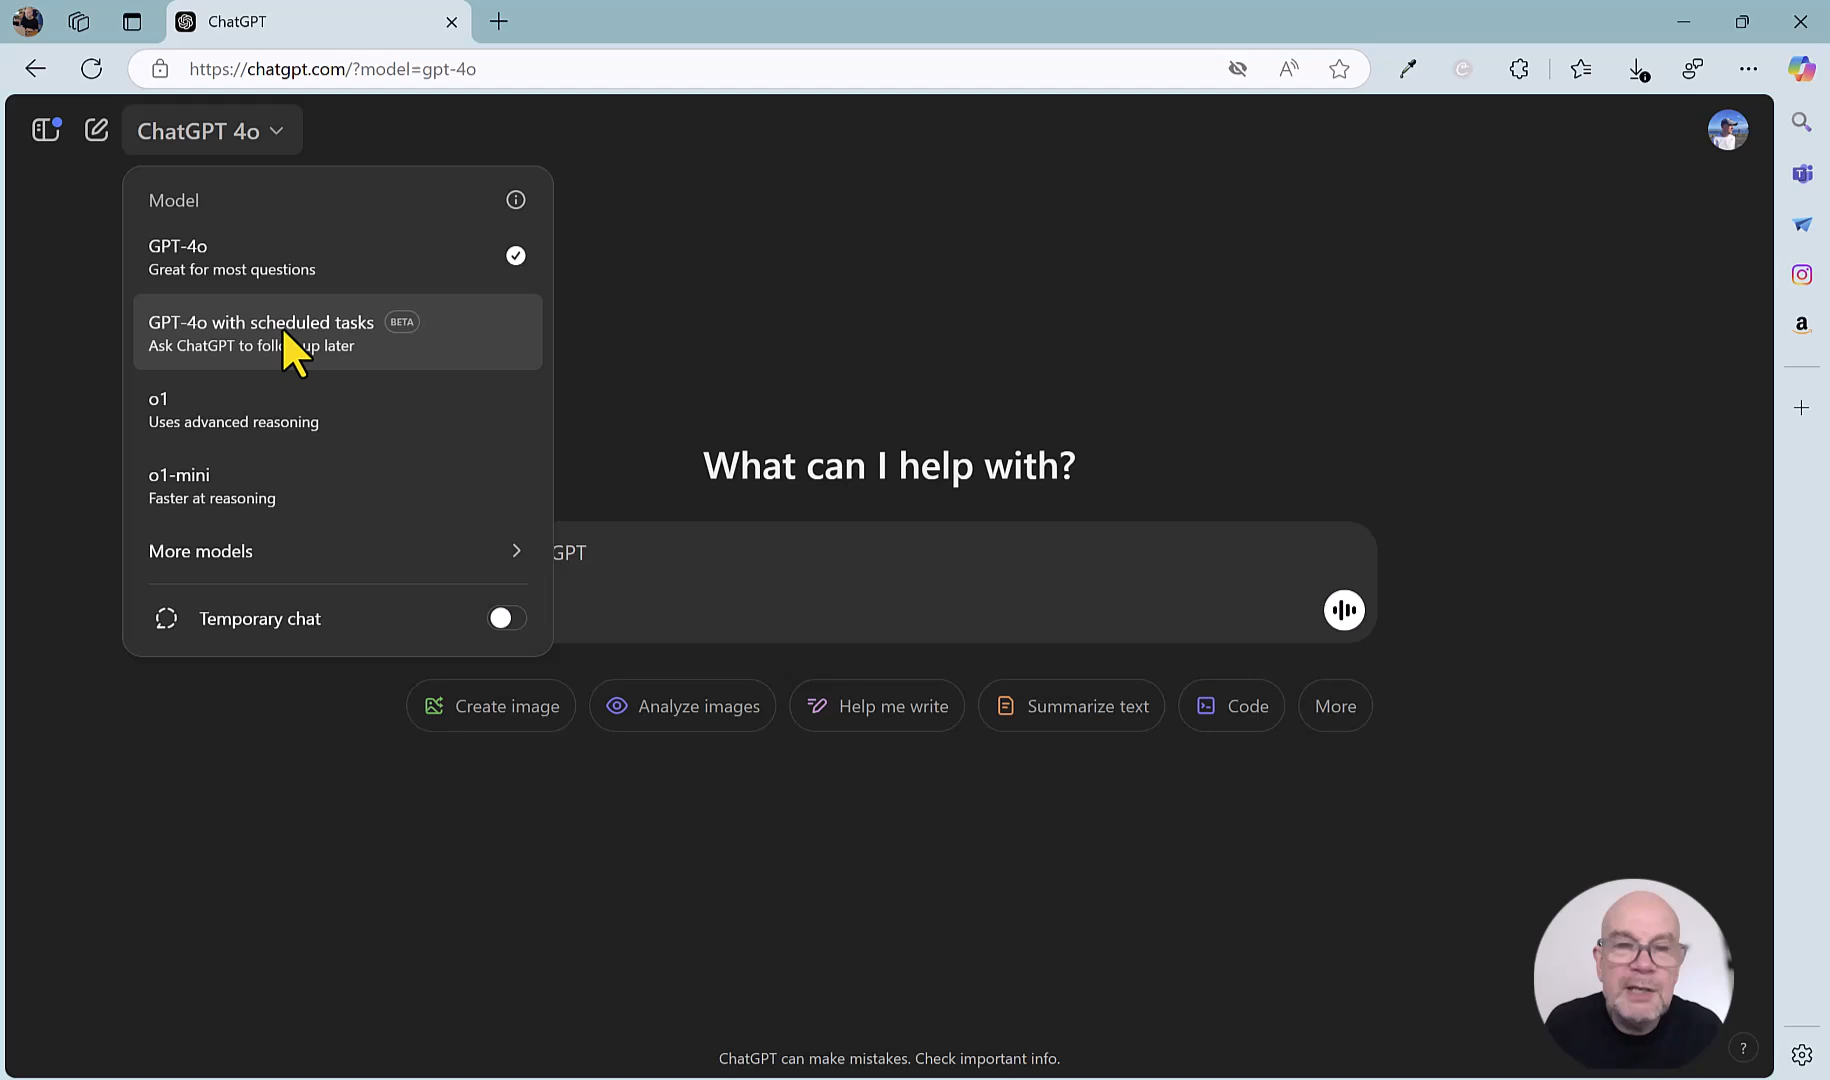 ChatGPT
https://chatgpt.com/?model=gpt-4o
ChatGPT 4o
Model
GPT-4o
Great for most questions
GPT-4o with scheduled tasks BETA
Ask ChatGPT to follow up later
o1
Uses advanced reasoning
o1-mini
Faster at reasoning
More models
Temporary chat
What can I help with?
GPT
Create image
Analyze images
Help me write
Summarize text
Code
More
ChatGPT can make mistakes. Check important info.
?